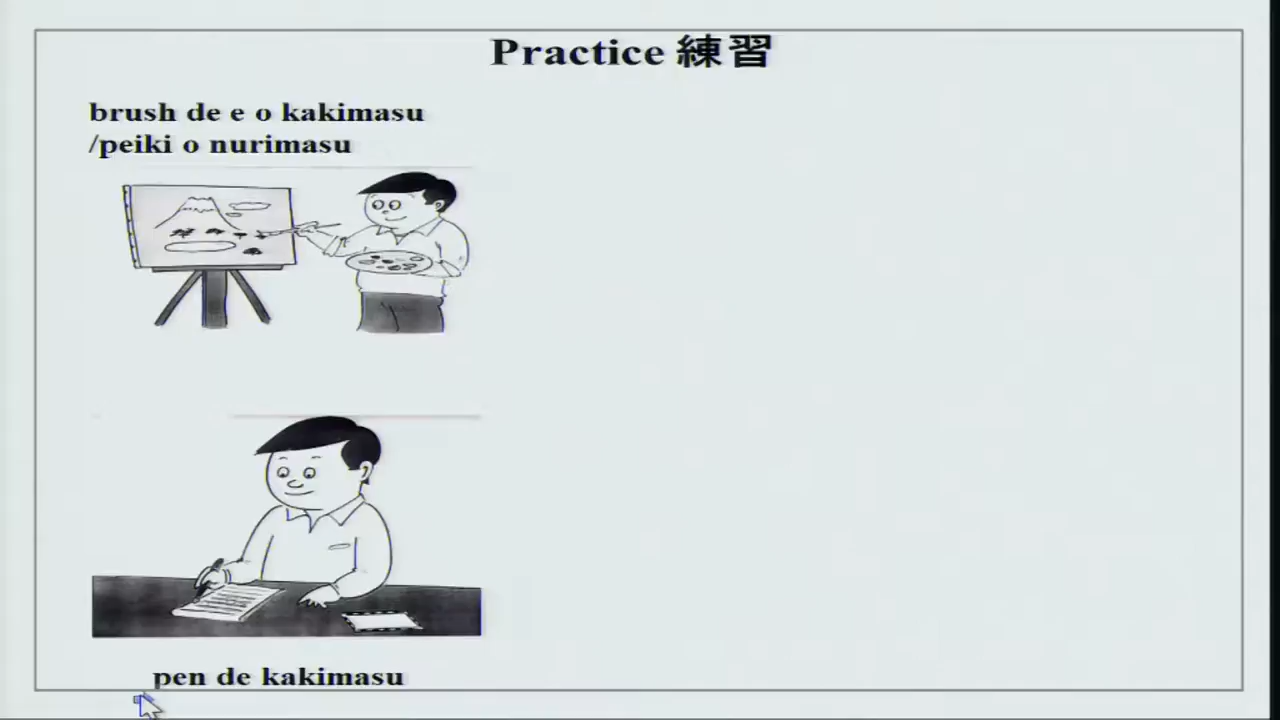 Practice 練習
brush de e o kakimasu
/peiki o nurimasu
pen de kakimasu